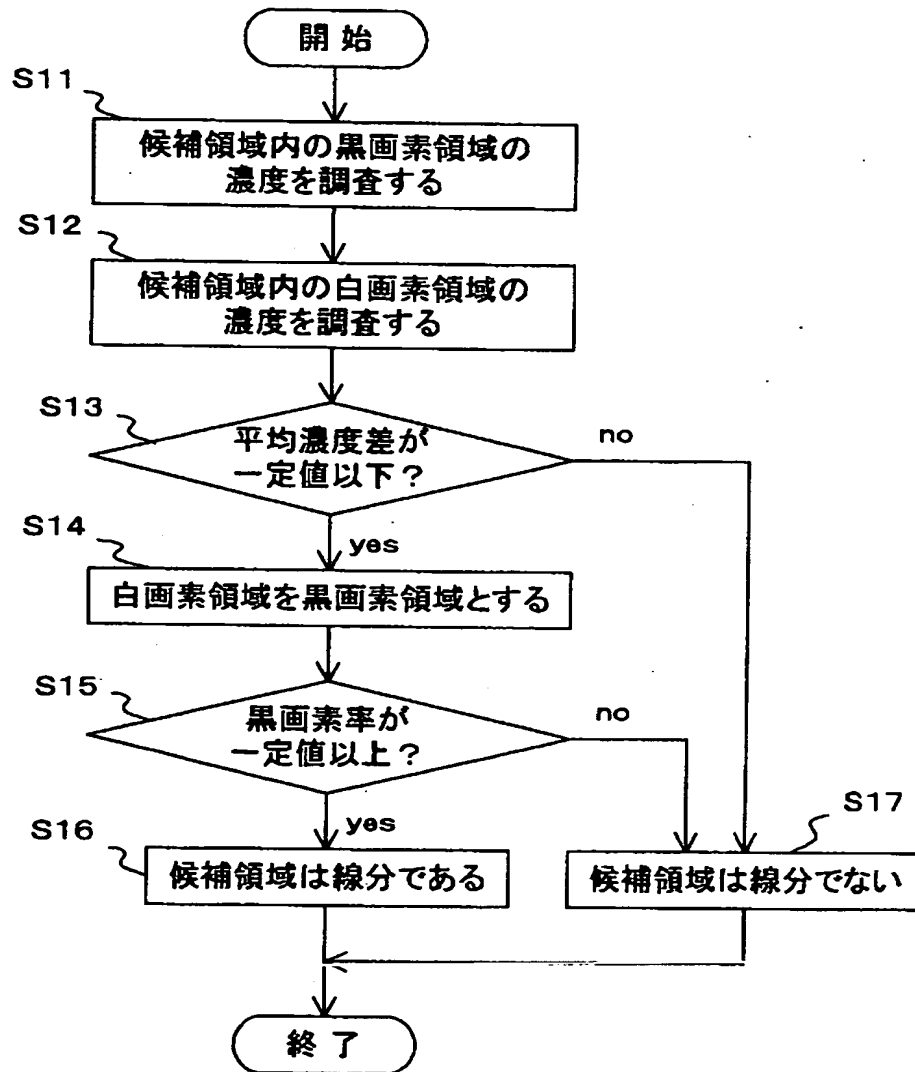 開始
S11
候補領域内の黒画素領域の
濃度を調査する
S12
候補領域内の白画素領域の
濃度を調査する
S13
平均濃度差が
一定値以下？
no
yes
S14
白画素領域を黒画素領域とする
S15
黒画素率が
一定値以上？
no
yes
S16
候補領域は線分である
S17
候補領域は線分でない
終了